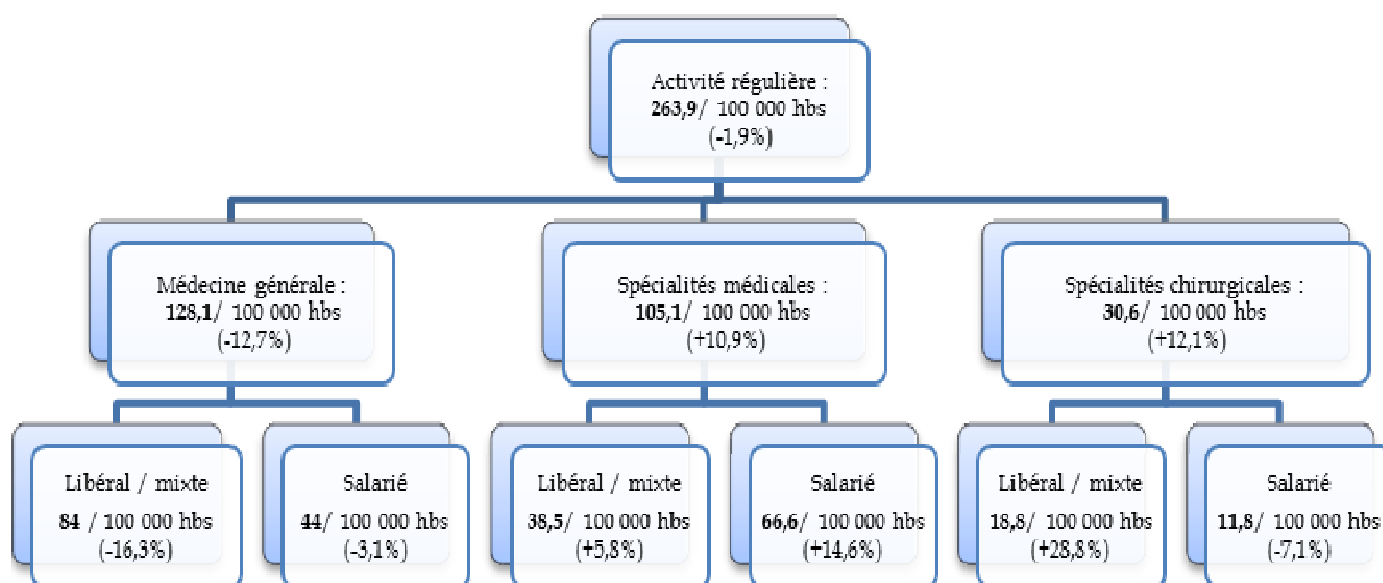 Activité régulière :
263,9/ 100 000 hbs
(-1,9%)
Médecine générale :
128,1/ 100 000 hbs
(-12,7%)
Spécialités médicales :
105,1/ 100 000 hbs
(+10,9%)
Spécialités chirurgicales :
30,6/ 100 000 hbs
(+12,1%)
Libéral / mixte
84 / 100 000 hbs
(-16,3%)
Salarié
44/ 100 000 hbs
(-3,1%)
Libéral / mixte
38,5/ 100 000 hbs
(+5,8%)
Salarié
66,6/ 100 000 hbs
(+14,6%)
Libéral / mixte
18,8/ 100 000 hbs
(+28,8%)
Salarié
11,8/ 100 000 hbs
(-7,1%)